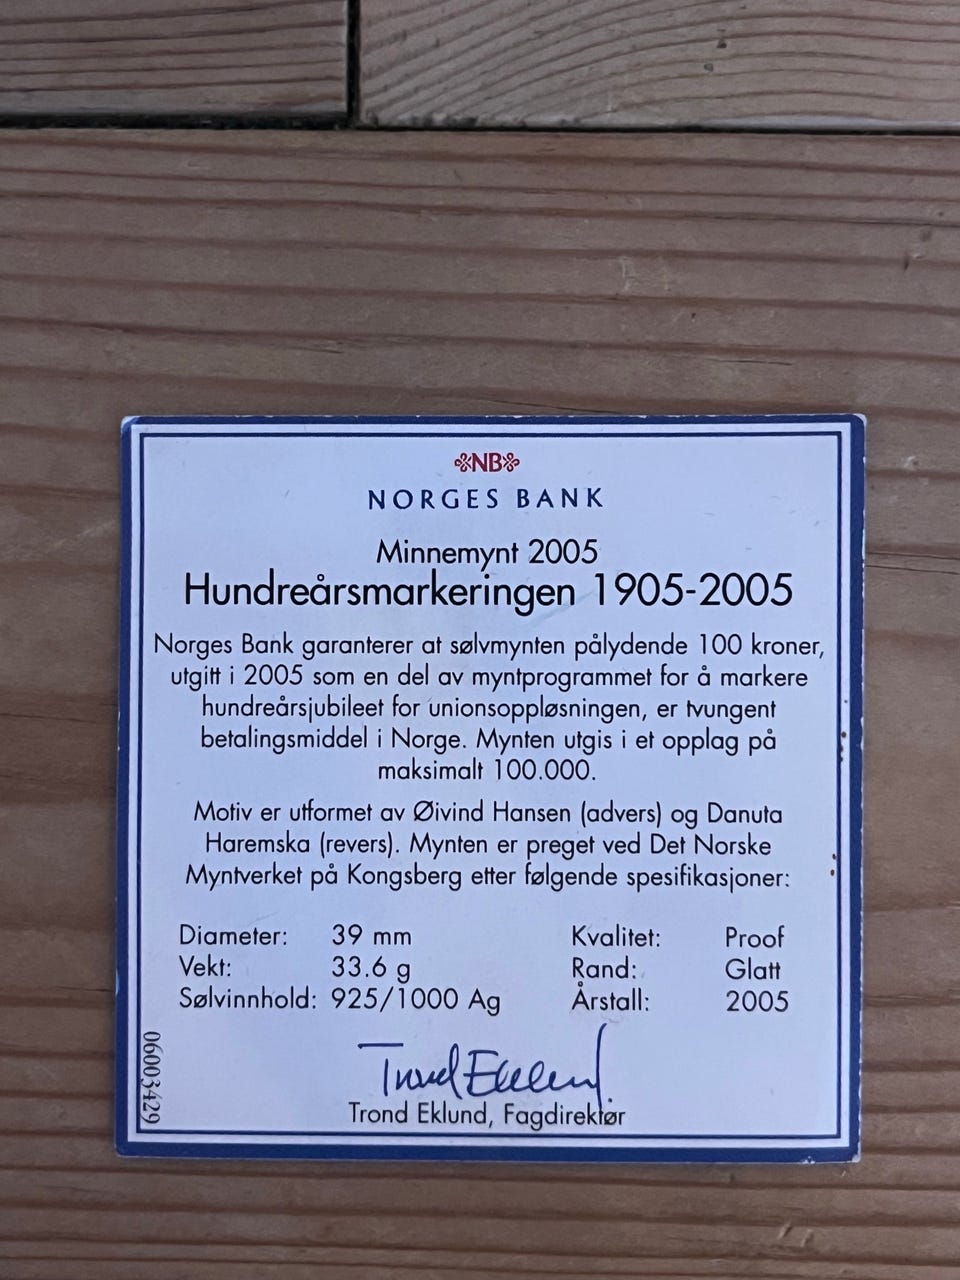 NB
NORGES BANK
Minnemynt 2005
Hundreårsmarkeringen 1905-2005
Norges Bank garanterer at sølvmynten pålydende 100 kroner,
utgitt i 2005 som en del av myntprogrammet for å markere
hundreårsjubileet for unionsoppløsningen, er tvungent
betalingsmiddel i Norge. Mynten utgis i et opplag på
maksimalt 100.000.
Motiv er utformet av Øivind Hansen (advers) og Danuta
Haremska (revers). Mynten er preget ved Det Norske
Myntverket på Kongsberg etter følgende spesifikasjoner:
Diameter: 39 mm Kvalitet: Proof
Vekt: 33.6 g Rand: Glatt
Sølvinnhold: 925/1000 Ag Årstall: 2005
06003429
Trond Eklund
Trond Eklund, Fagdirektør